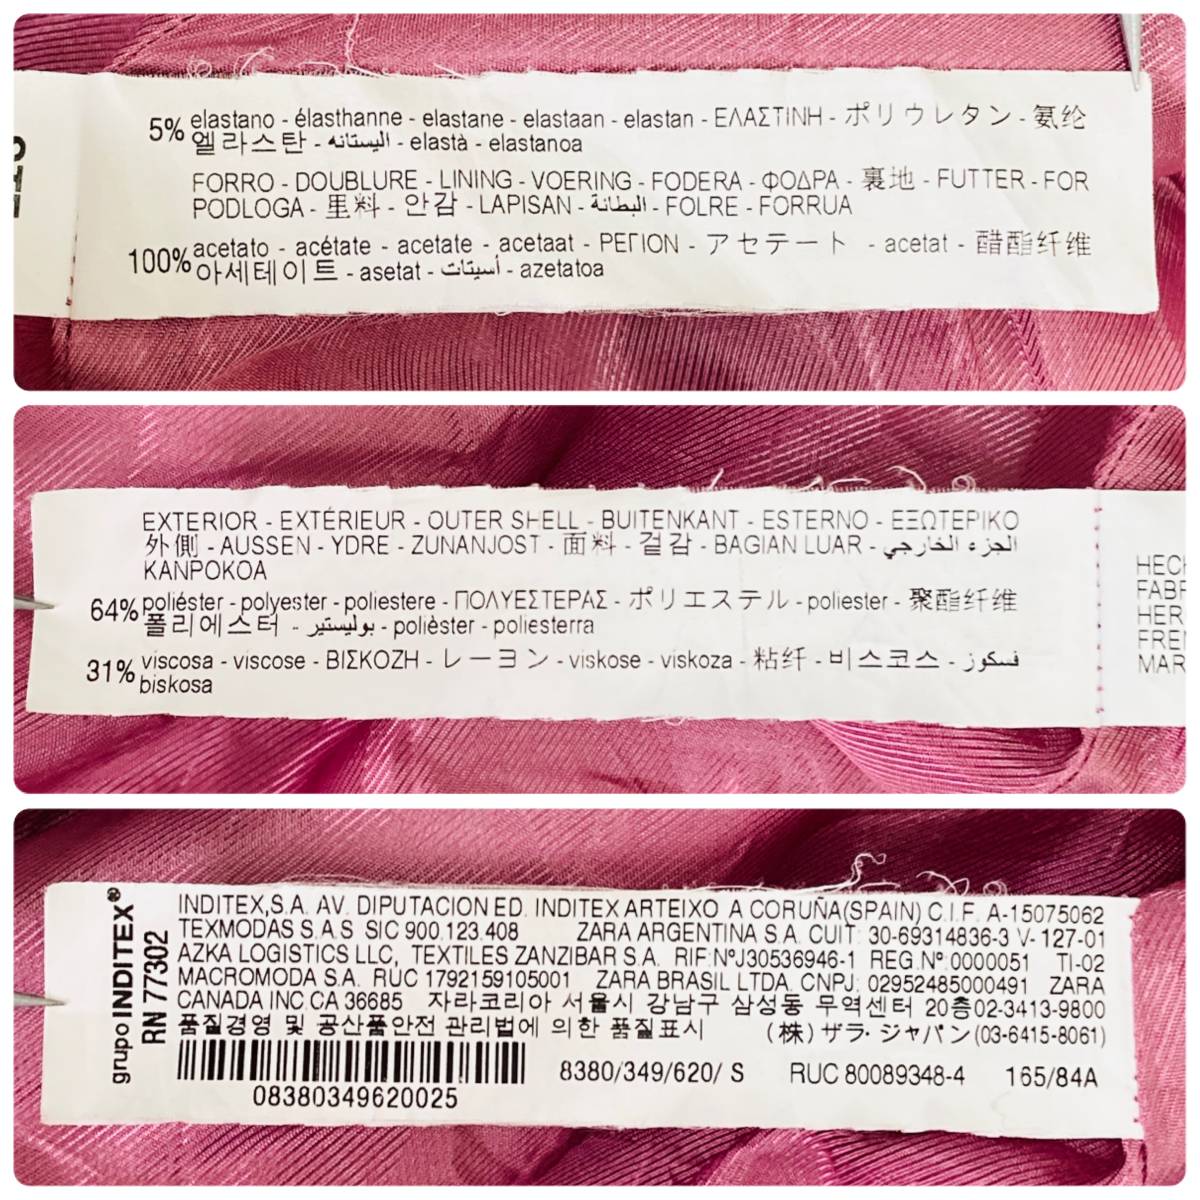 5% elastano - élasthanne - elastane - elastaan - elastan - ΕΛΑΣΤΙΝΗ - ポリウレタン - 氨纶
엘라스탄 - اليستانه - elastà - elastanoa
FORRO - DOUBLURE - LINING - VOERING - FODERA - ΦΟΔΡΑ - 裏地 - FUTTER - FOR
PODLOGA - 里料 - 안감 - LAPISAN - البطانة - FOLRE - FORRUA
100% acetato - acétate - acetate - acetaat - ΡΕΓΙΟΝ - アセテート - acetat - 醋酯纤维
아세테이트 - asetat - أسيتات - azetatoa
EXTERIOR - EXTÉRIEUR - OUTER SHELL - BUITENKANT - ESTERNO - ΕΞΩΤΕΡΙΚΟ
外側 - AUSSEN - YDRE - ZUNANJOST - 面料 - 겉감 - BAGIAN LUAR - الجزء الخارجي -
KANPOKOA
64% poliéster - polyester - poliestere - ΠΟΛΥΕΣΤΕΡΑΣ - ポリエステル - poliester - 聚酯纤维
폴리에스터 - بوليستير - polièster - poliesterra
31% viscosa - viscose - ΒΙΣΚΟΖΗ - レーヨン - viskose - viskoza - 粘纤 - 비스코스 - فسكوز
biskosa
HECH
FABR
HER
FREM
MAR
grupo INDITEX®
RN 77302
INDITEX,S.A. AV. DIPUTACION ED. INDITEX ARTEIXO A CORUÑA(SPAIN) C.I.F. A-15075062
TEXMODAS S.A.S SIC 900.123.408 ZARA ARGENTINA S.A. CUIT: 30-69314836-3 V-127-01
AZKA LOGISTICS LLC, TEXTILES ZANZIBAR S.A. RIF:NºJ30536946-1 REG.Nº:0000051 TI-02
MACROMODA S.A. RUC 1792159105001 ZARA BRASIL LTDA. CNPJ: 02952485000491 ZARA
CANADA INC CA 36685 자라코리아 서울시 강남구 삼성동 무역센터 20층02-3413-9800
품질경영 및 공산품안전 관리법에 의한 품질표시 (株) ザラ・ジャパン (03-6415-8061)
8380/349/620/ S RUC 80089348-4 165/84A
08380349620025